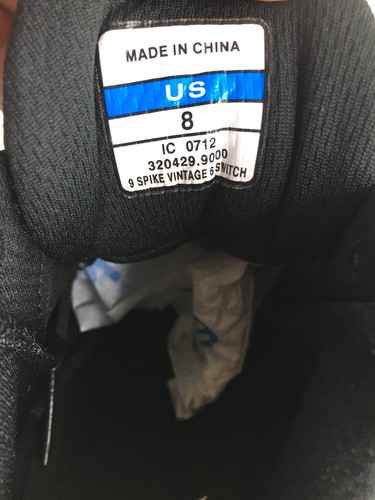 MADE IN CHINA
US
8
IC 0712
320429.9000
9 SPIKE VINTAGE 6 SWITCH